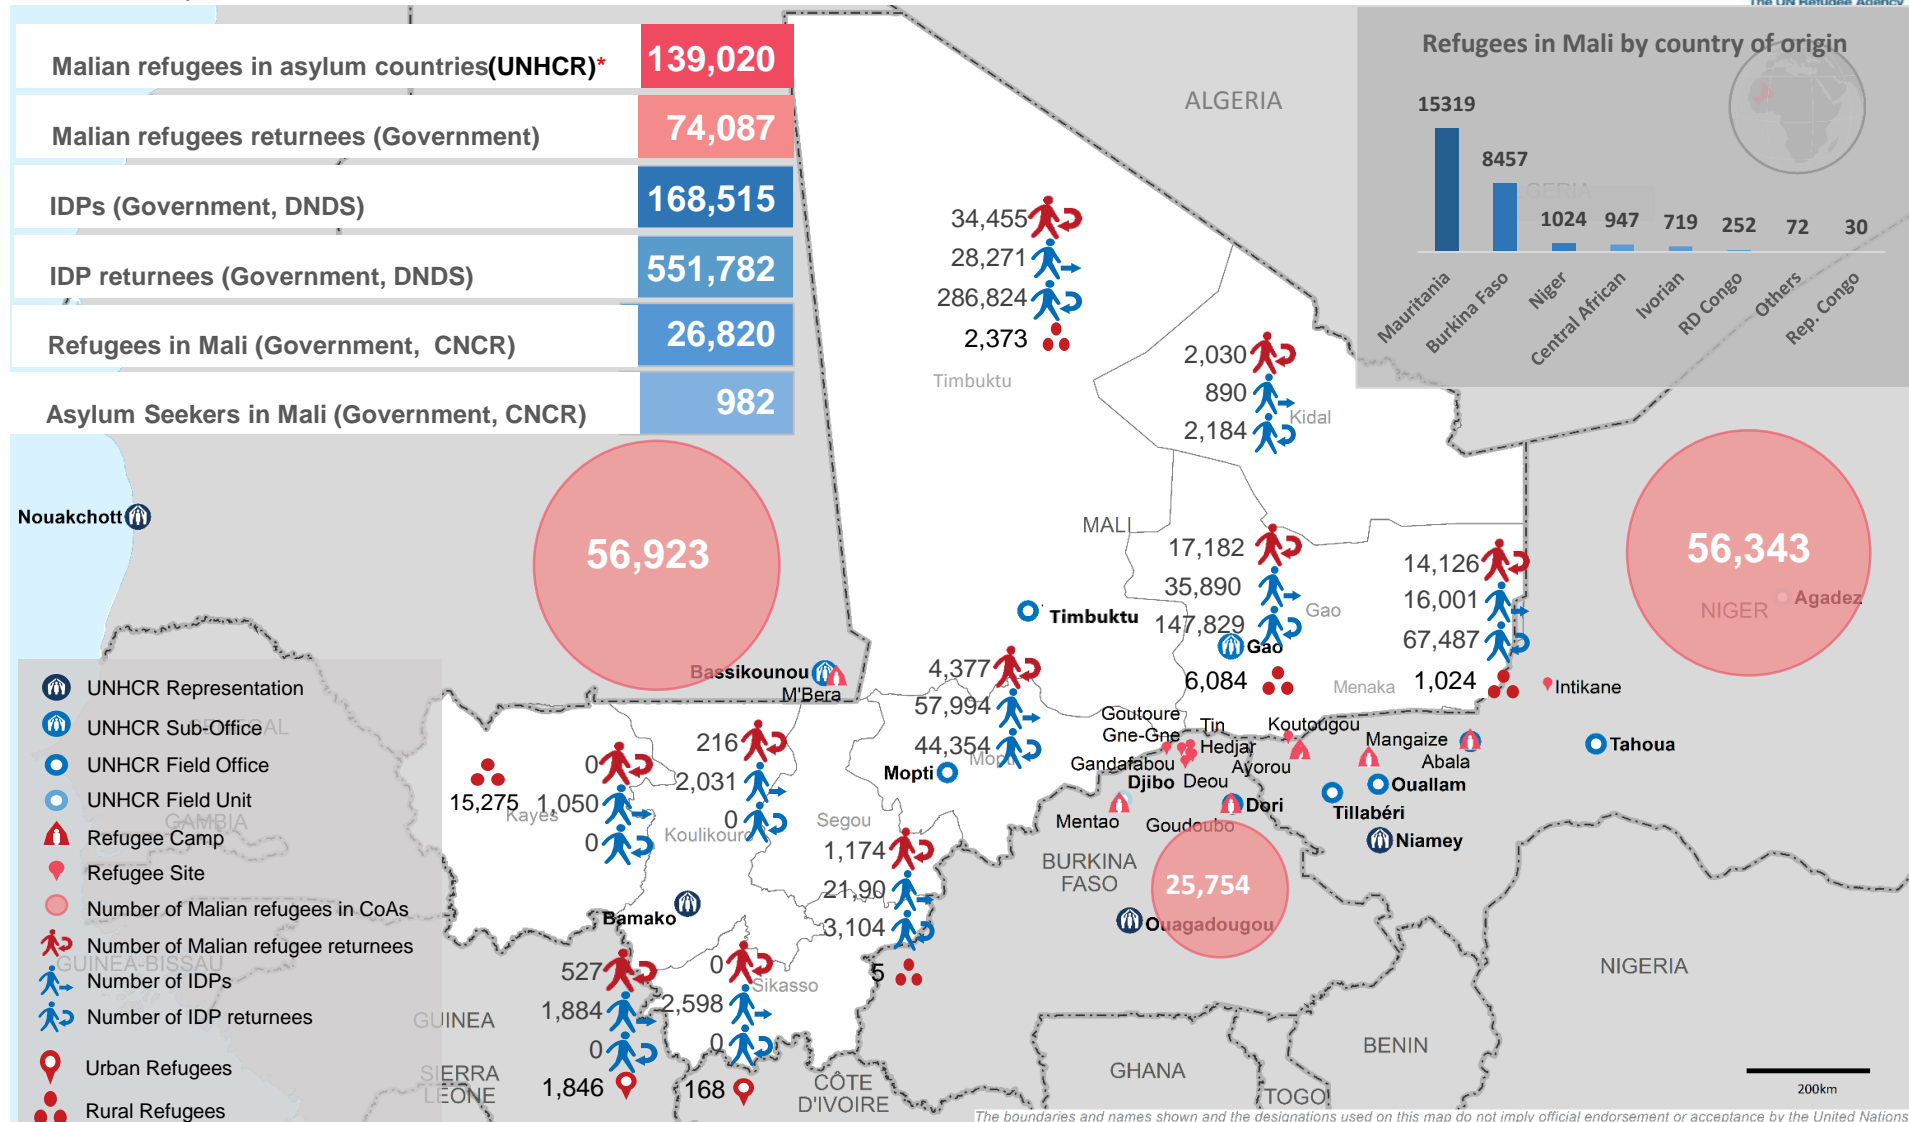 The UN Refugee Agency
Malian refugees in asylum countries(UNHCR)*
139,020
Malian refugees returnees (Government)
74,087
IDPs (Government, DNDS)
168,515
IDP returnees (Government, DNDS)
551,782
Refugees in Mali (Government, CNCR)
26,820
Asylum Seekers in Mali (Government, CNCR)
982
Refugees in Mali by country of origin
15319
8457
1024
947
719
252
72
30
Mauritania
Burkina Faso
Niger
Central African
Ivorian
RD Congo
Others
Rep. Congo
ALGERIA
34,455
28,271
286,824
2,373
Timbuktu
2,030
890
Kidal
2,184
Nouakchott
56,923
MALI
17,182
35,890
Gao
147,829
Gao
6,084
14,126
16,001
67,487
Menaka
1,024
56,343
NIGER
Agadez
Timbuktu
Bassikounou
M'Bera
4,377
57,994
44,354
Mopti
Mopti
Intikane
Goutoure
Gne-Gne
Tin
Hedjar
Koutougou
Mangaize
Abala
Tahoua
Gandafabou
Ayorou
Djibo
Deou
Ouallam
Tillabéri
Mentao
Goudoubo
Dori
Niamey
BURKINA
FASO
25,754
Ouagadougou
15,275
0
1,050
Kayes
0
216
2,031
0
Koulikouro
Segou
1,174
21,90
3,104
5
Bamako
527
1,884
0
1,846
0
Sikasso
2,598
0
168
UNHCR Representation
UNHCR Sub-Office
SENEGAL
UNHCR Field Office
UNHCR Field Unit
GAMBIA
Refugee Camp
Refugee Site
Number of Malian refugees in CoAs
Number of Malian refugee returnees
GUINEA-BISSAU
Number of IDPs
Number of IDP returnees
Urban Refugees
Rural Refugees
GUINEA
SIERRA
LEONE
CÔTE
D'IVOIRE
GHANA
TOGO
BENIN
NIGERIA
200km
The boundaries and names shown and the designations used on this map do not imply official endorsement or acceptance by the United Nations